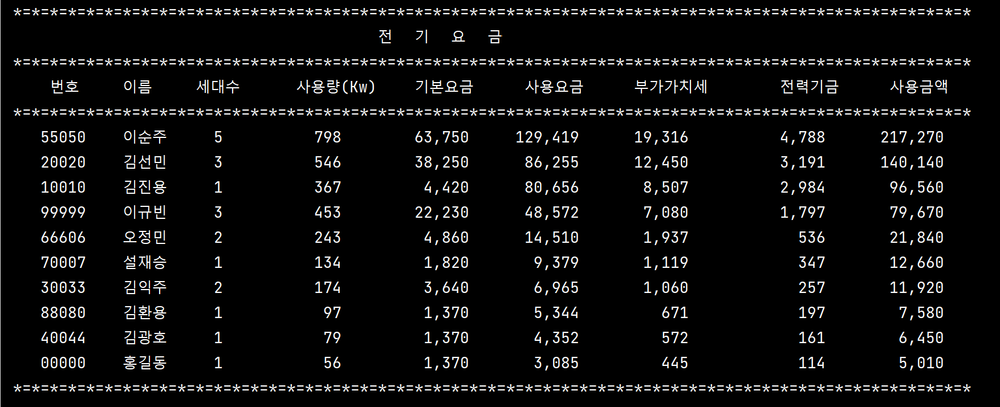 *=*=*=*=*=*=*=*=*=*=*=*=*=*=*=*=*=*=*=*=*=*=*=*=*=*=*=*=*=*=*=*=*=*=*=*=*=*=*=*=*=*=*=*=*=*=*=*=*=*=*=*=*
전 기 요 금
*=*=*=*=*=*=*=*=*=*=*=*=*=*=*=*=*=*=*=*=*=*=*=*=*=*=*=*=*=*=*=*=*=*=*=*=*=*=*=*=*=*=*=*=*=*=*=*=*=*=*=*=*
번호 이름 세대수 사용량(Kw) 기본요금 사용요금 부가가치세 전력기금 사용금액
*=*=*=*=*=*=*=*=*=*=*=*=*=*=*=*=*=*=*=*=*=*=*=*=*=*=*=*=*=*=*=*=*=*=*=*=*=*=*=*=*=*=*=*=*=*=*=*=*=*=*=*=*
55050 이순주 5 798 63,750 129,419 19,316 4,788 217,270
20020 김선민 3 546 38,250 86,255 12,450 3,191 140,140
10010 김진용 1 367 4,420 80,656 8,507 2,984 96,560
99999 이규빈 3 453 22,230 48,572 7,080 1,797 79,670
66606 오정민 2 243 4,860 14,510 1,937 536 21,840
70007 설재승 1 134 1,820 9,379 1,119 347 12,660
30033 김익주 2 174 3,640 6,965 1,060 257 11,920
88080 김환용 1 97 1,370 5,344 671 197 7,580
40044 김광호 1 79 1,370 4,352 572 161 6,450
00000 홍길동 1 56 1,370 3,085 445 114 5,010
*=*=*=*=*=*=*=*=*=*=*=*=*=*=*=*=*=*=*=*=*=*=*=*=*=*=*=*=*=*=*=*=*=*=*=*=*=*=*=*=*=*=*=*=*=*=*=*=*=*=*=*=*